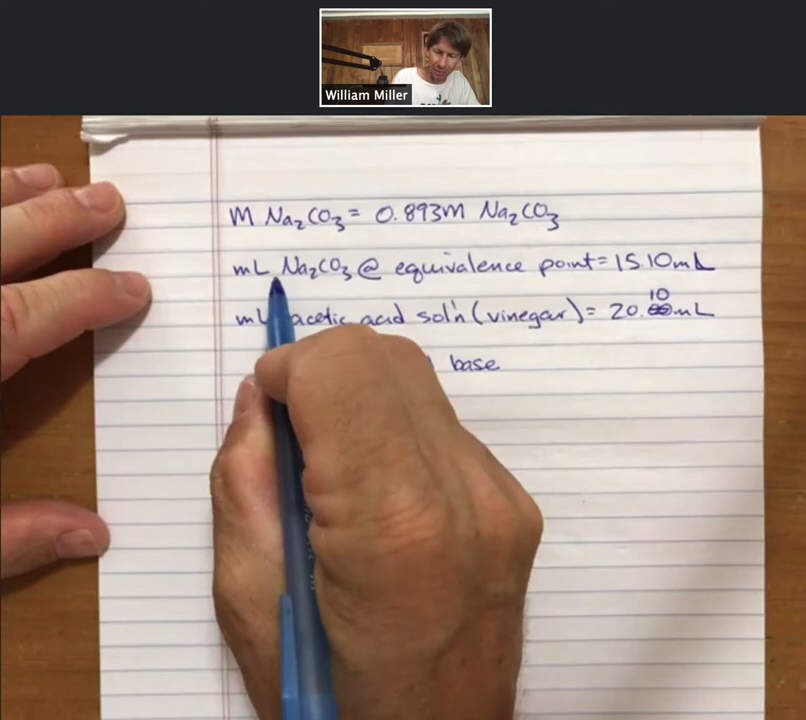 William Miller
M Na₂CO₃ = 0.893M Na₂CO₃
mL Na₂CO₃ @ equivalence point = 15.10mL
mL acetic acid sol'n (vinegar) = 20.10mL
base